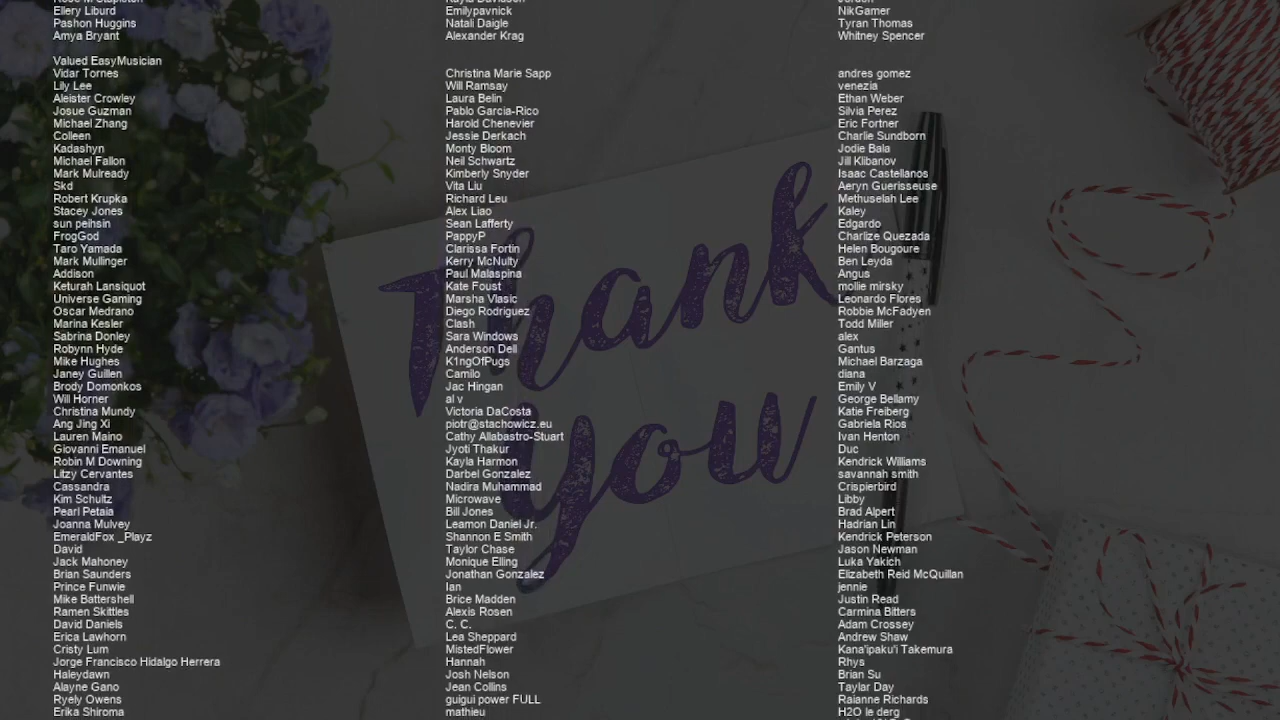 Ellery Liburd
Pashon Huggins
Amya Bryant
Valued EasyMusician
Vidar Tornes
Lily Lee
Aleister Crowley
Josue Guzman
Michael Zhang
Colleen
Kadashyn
Michael Fallon
Mark Mulready
Skd
Robert Krupka
Stacey Jones
sun peihsin
FrogGod
Taro Yamada
Mark Mullinger
Addison
Keturah Lansiquot
Universe Gaming
Oscar Medrano
Marina Kesler
Sabrina Donley
Robynn Hyde
Mike Hughes
Janey Guillen
Brody Domonkos
Will Horner
Christina Mundy
Ang Jing Xi
Lauren Maino
Giovanni Emanuel
Robin M Downing
Litzy Cervantes
Cassandra
Kim Schultz
Pearl Petaia
Joanna Mulvey
EmeraldFox _Playz
David
Jack Mahoney
Brian Saunders
Prince Funwie
Mike Battershell
Ramen Skittles
David Daniels
Erica Lawhorn
Cristy Lum
Jorge Francisco Hidalgo Herrera
Haleydawn
Alayne Gano
Ryely Owens
Erika Shiroma
Emilypavnick
Natali Daigle
Alexander Krag
Christina Marie Sapp
Will Ramsay
Laura Belin
Pablo Garcia-Rico
Harold Chenevier
Jessie Derkach
Monty Bloom
Neil Schwartz
Kimberly Snyder
Vita Liu
Richard Leu
Alex Liao
Sean Lafferty
PappyP
Clarissa Fortin
Kerry McNulty
Paul Malaspina
Kate Foust
Marsha Vlasic
Diego Rodriguez
Clash
Sara Windows
Anderson Dell
K1ngOfPugs
Camilo
Jac Hingan
al v
Victoria DaCosta
piotr@stachowicz.eu
Cathy Allabastro-Stuart
Jyoti Thakur
Kayla Harmon
Darbel Gonzalez
Nadira Muhammad
Microwave
Bill Jones
Leamon Daniel Jr.
Shannon E Smith
Taylor Chase
Monique Elling
Jonathan Gonzalez
Ian
Brice Madden
Alexis Rosen
C. C.
Lea Sheppard
MistedFlower
Hannah
Josh Nelson
Jean Collins
guigui power FULL
mathieu
NikGamer
Tyran Thomas
Whitney Spencer
andres gomez
venezia
Ethan Weber
Silvia Perez
Eric Fortner
Charlie Sundborn
Jodie Bala
Jill Klibanov
Isaac Castellanos
Aeryn Guerisseuse
Methuselah Lee
Kaley
Edgardo
Charlize Quezada
Helen Bougoure
Ben Leyda
Angus
mollie mirsky
Leonardo Flores
Robbie McFadyen
Todd Miller
alex
Gantus
Michael Barzaga
diana
Emily V
George Bellamy
Katie Freiberg
Gabriela Rios
Ivan Henton
Duc
Kendrick Williams
savannah smith
Crispierbird
Libby
Brad Alpert
Hadrian Lin
Kendrick Peterson
Jason Newman
Luka Yakich
Elizabeth Reid McQuillan
jennie
Justin Read
Carmina Bitters
Adam Crossey
Andrew Shaw
Kana'ipaku'i Takemura
Rhys
Brian Su
Taylar Day
Raianne Richards
H2O le derg
Thank
you